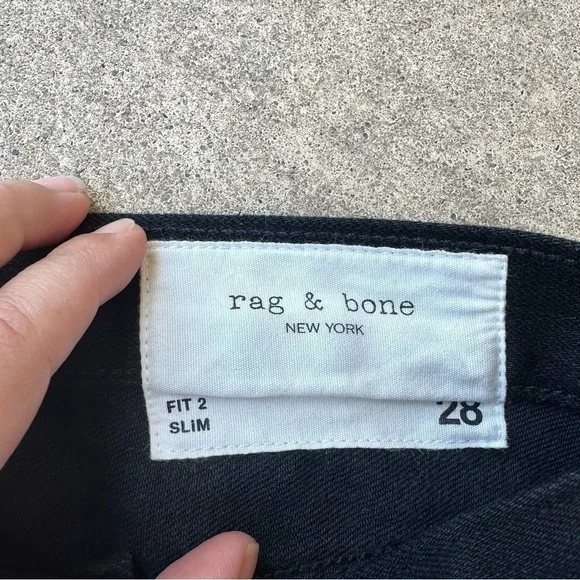 rag & bone
NEW YORK
FIT 2
SLIM
28